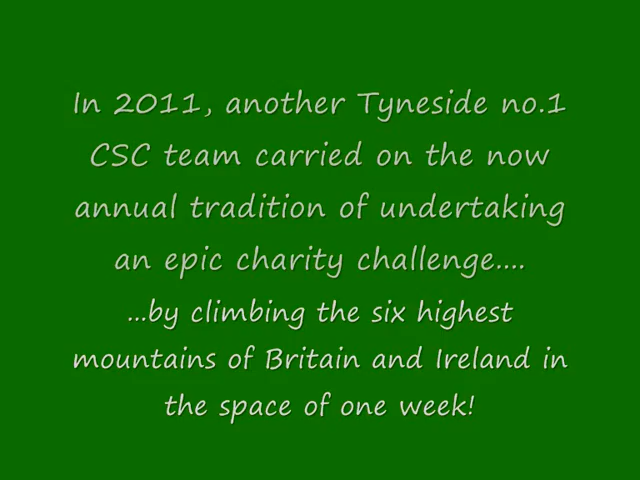 In 2011, another Tyneside no.1
CSC team carried on the now
annual tradition of undertaking
an epic charity challenge....
...by climbing the six highest
mountains of Britain and Ireland in
the space of one week!